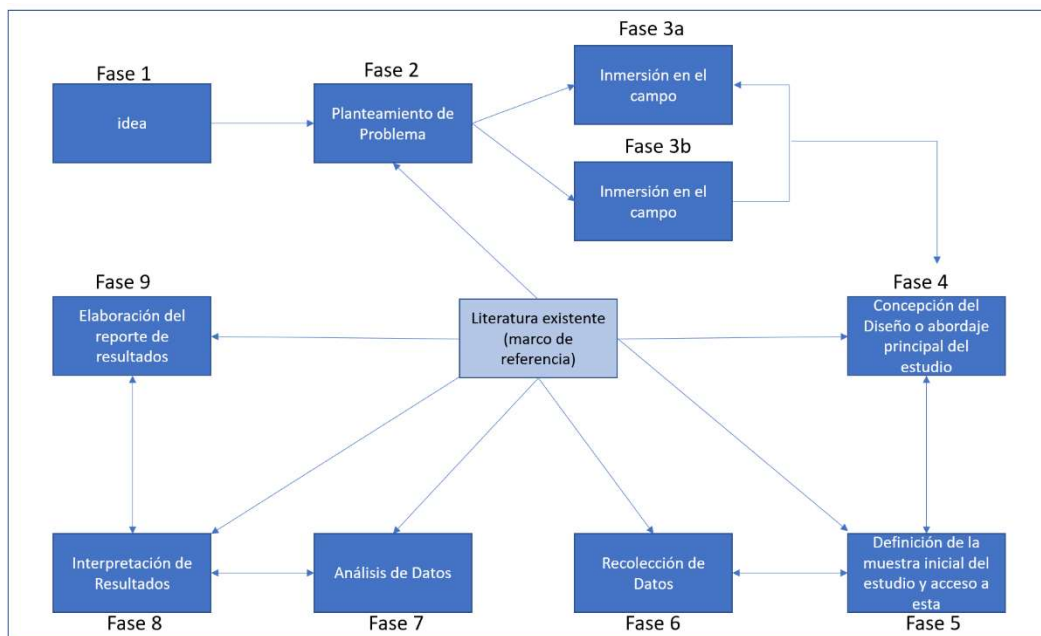 Fase 1
idea
Fase 2
Planteamiento de
Problema
Fase 3a
Inmersión en el
campo
Fase 3b
Inmersión en el
campo
Fase 9
Elaboración del
reporte de
resultados
Literatura existente
(marco de
referencia)
Fase 4
Concepción del
Diseño o abordaje
principal del
estudio
Interpretación de
Resultados
Fase 8
Análisis de Datos
Fase 7
Recolección de
Datos
Fase 6
Definición de la
muestra inicial del
estudio y acceso a
esta
Fase 5